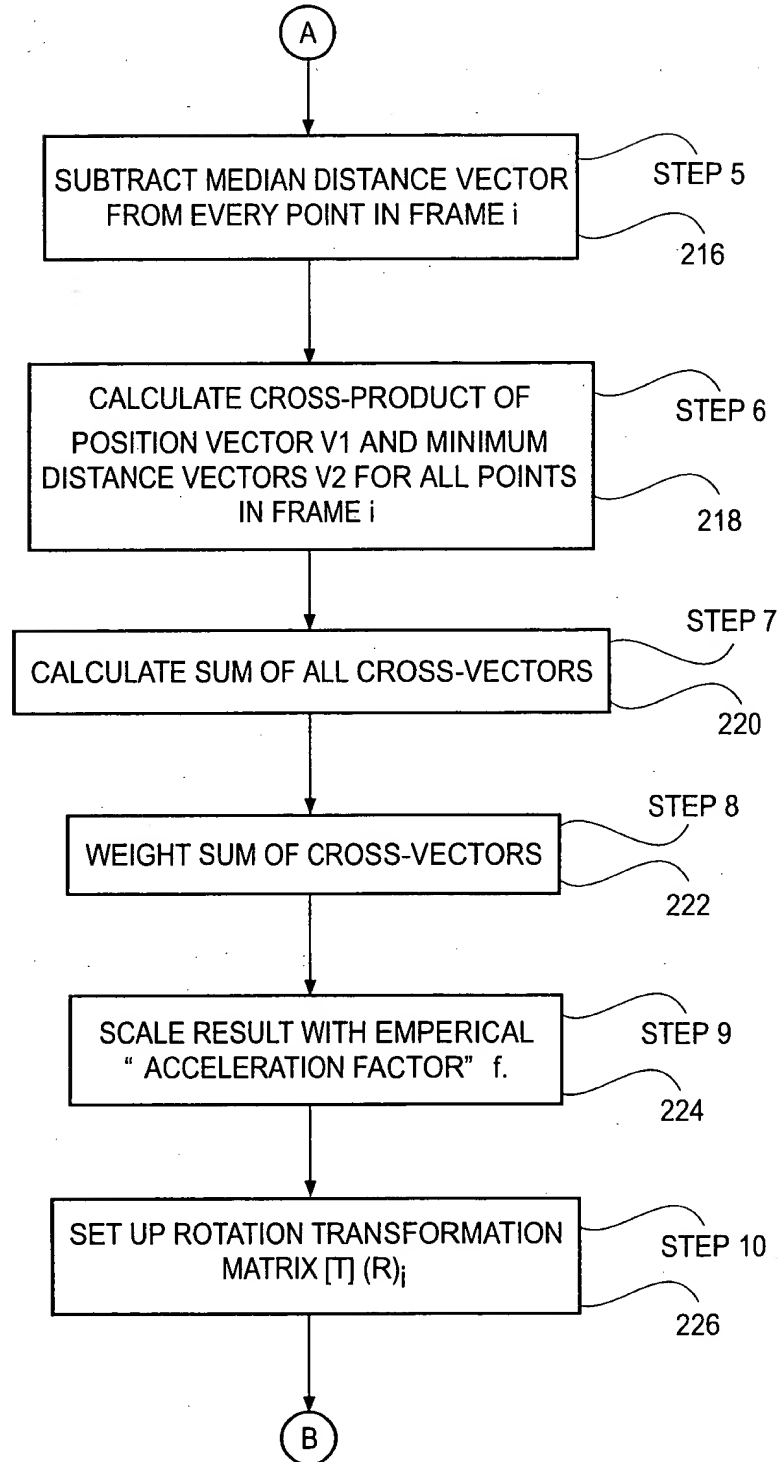 A
SUBTRACT MEDIAN DISTANCE VECTOR
FROM EVERY POINT IN FRAME i
STEP 5
216
CALCULATE CROSS-PRODUCT OF
POSITION VECTOR V1 AND MINIMUM
DISTANCE VECTORS V2 FOR ALL POINTS
IN FRAME i
STEP 6
218
CALCULATE SUM OF ALL CROSS-VECTORS
STEP 7
220
WEIGHT SUM OF CROSS-VECTORS
STEP 8
222
SCALE RESULT WITH EMPERICAL
“ ACCELERATION FACTOR” f.
STEP 9
224
SET UP ROTATION TRANSFORMATION
MATRIX [T] (R)i
STEP 10
226
B